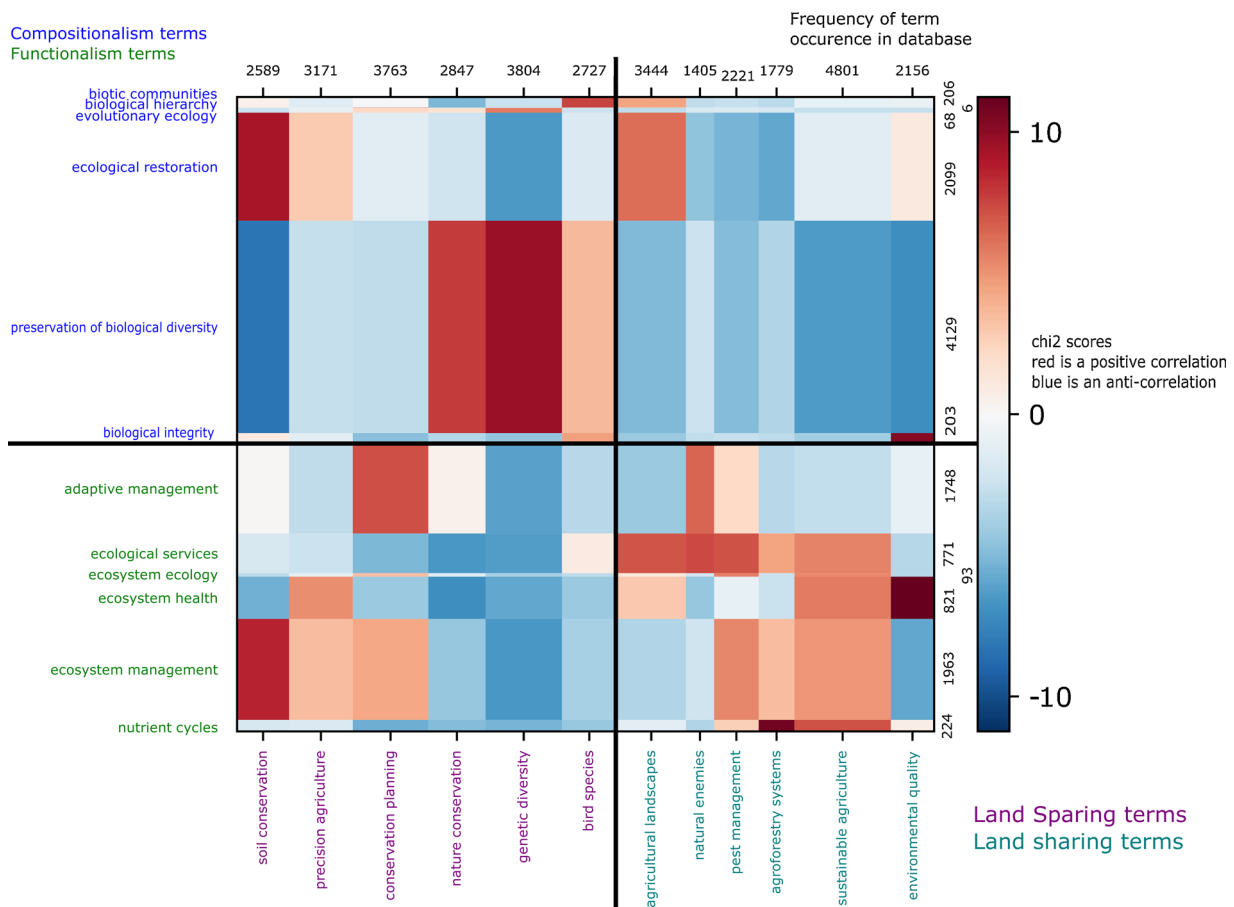 Compositionalism terms
Functionalism terms
Frequency of term
occurence in database
2589 3171 3763 2847 3804 2727 3444 1405 2221 1779 4801 2156
biotic communities
biological hierarchy
evolutionary ecology
ecological restoration
preservation of biological diversity
biological integrity
adaptive management
ecological services
ecosystem ecology
ecosystem health
ecosystem management
nutrient cycles
206
6
68
2099
4129
203
1748
771
93
821
1963
224
10
0
-10
chi2 scores
red is a positive correlation
blue is an anti-correlation
soil conservation
precision agriculture
conservation planning
nature conservation
genetic diversity
bird species
agricultural landscapes
natural enemies
pest management
agroforestry systems
sustainable agriculture
environmental quality
Land Sparing terms
Land sharing terms